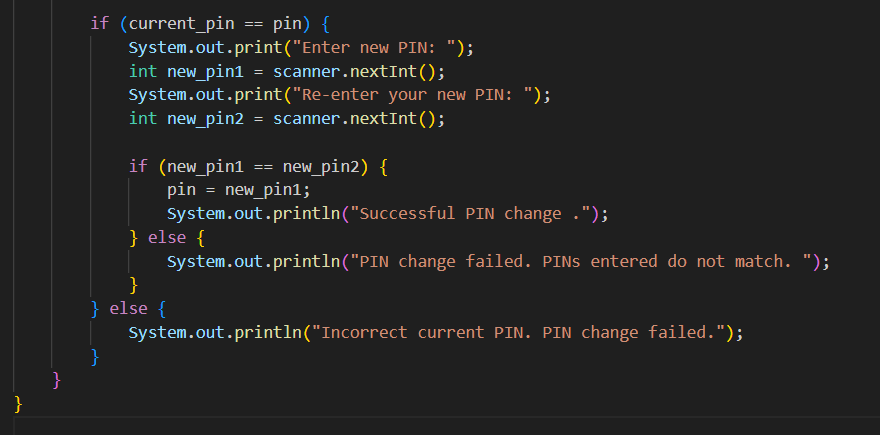 if (current_pin == pin) {
System.out.print("Enter new PIN: ");
int new_pin1 = scanner.nextInt();
System.out.print("Re-enter your new PIN: ");
int new_pin2 = scanner.nextInt();
if (new_pin1 == new_pin2) {
pin = new_pin1;
System.out.println("Successful PIN change .");
} else {
System.out.println("PIN change failed. PINs entered do not match. ");
}
} else {
System.out.println("Incorrect current PIN. PIN change failed.");
}
}
}